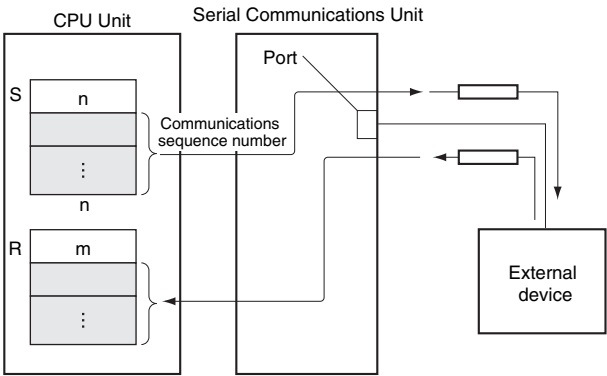 CPU Unit
Serial Communications Unit
Port
S
n
Communications
sequence number
⋮
n
R
m
⋮
External
device